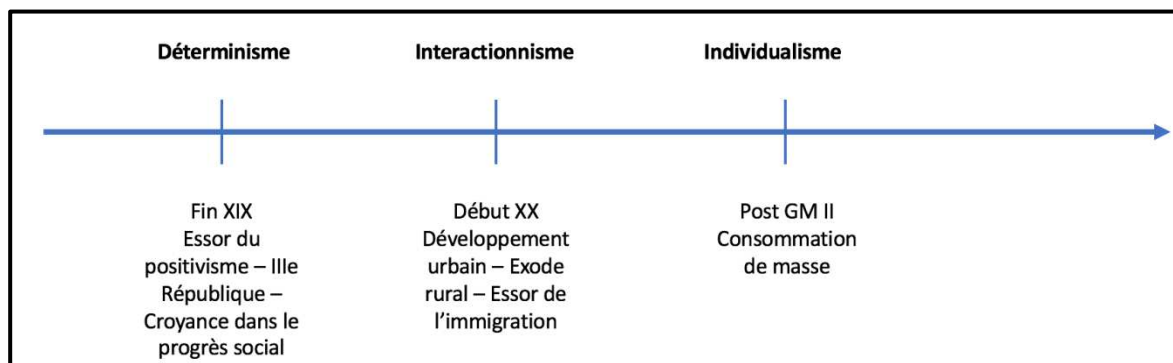 Déterminisme
Interactionnisme
Individualisme
Fin XIX
Essor du
positivisme – IIIe
République –
Croyance dans le
progrès social
Début XX
Développement
urbain – Exode
rural – Essor de
l’immigration
Post GM II
Consommation
de masse